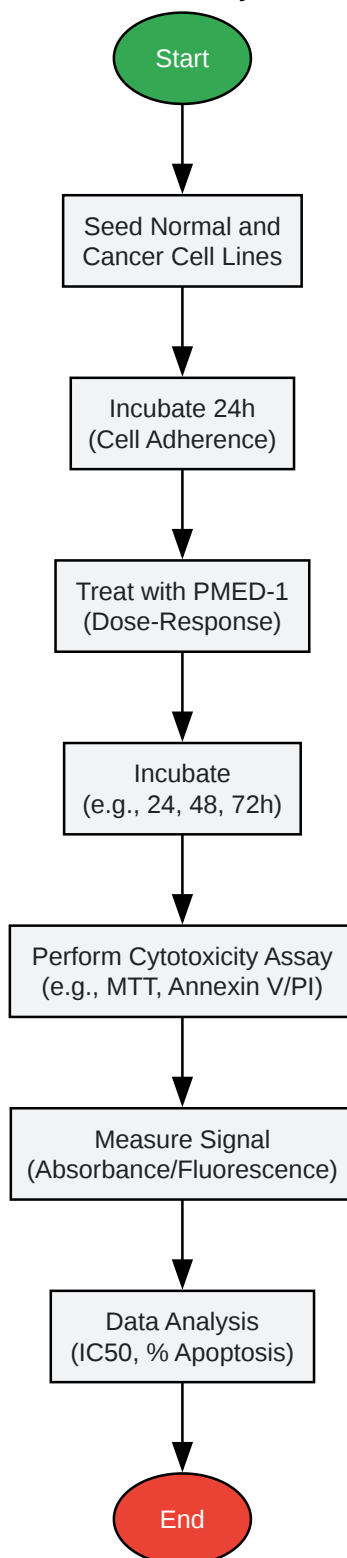 Start
Seed Normal and
Cancer Cell Lines
Incubate 24h
(Cell Adherence)
Treat with PMED-1
(Dose-Response)
Incubate
(e.g., 24, 48, 72h)
Perform Cytotoxicity Assay
(e.g., MTT, Annexin V/PI)
Measure Signal
(Absorbance/Fluorescence)
Data Analysis
(IC50, % Apoptosis)
End